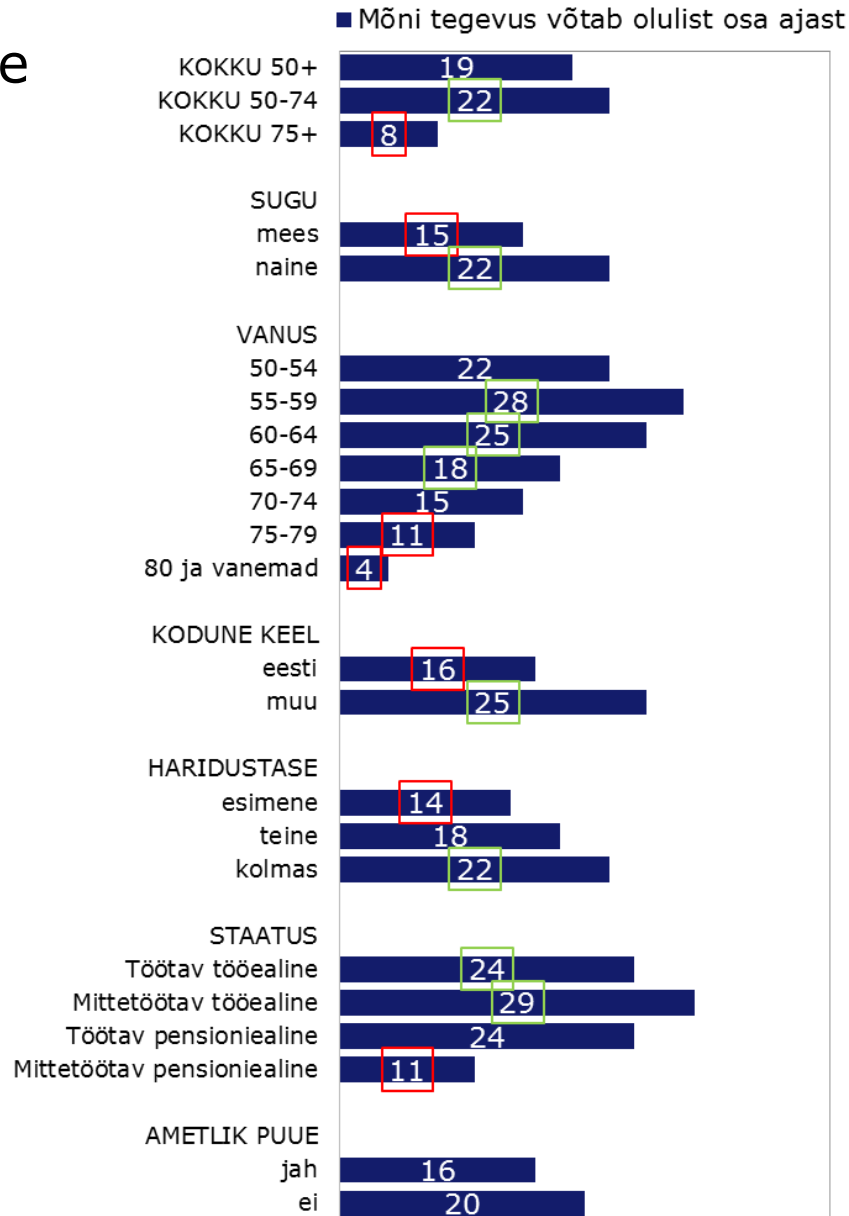 Mõni tegevus võtab olulist osa ajast
e
KOKKU 50+ 19
KOKKU 50-74 22
KOKKU 75+ 8
SUGU
mees 15
naine 22
VANUS
50-54 22
55-59 28
60-64 25
65-69 18
70-74 15
75-79 11
80 ja vanemad 4
KODUNE KEEL
eesti 16
muu 25
HARIDUSTASE
esimene 14
teine 18
kolmas 22
STAATUS
Töötav tööealine 24
Mittetöötav tööealine 29
Töötav pensioniealine 24
Mittetöötav pensioniealine 11
AMETLIK PUUE
jah 16
ei 20